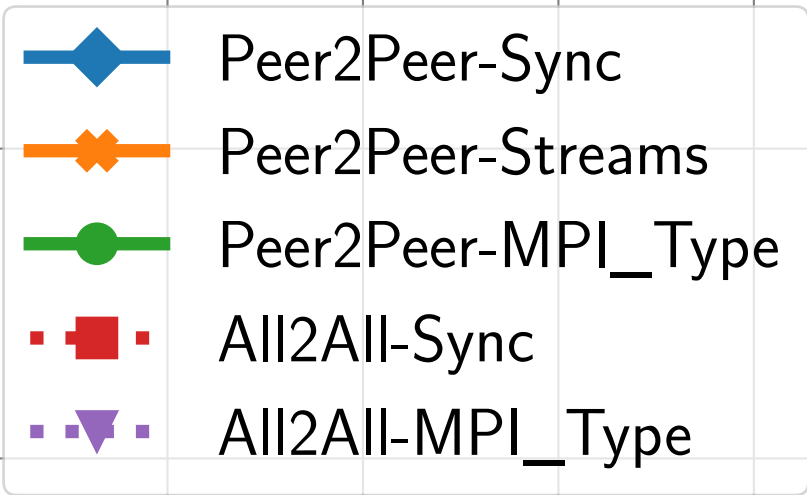 Peer2Peer-Sync
Peer2Peer-Streams
Peer2Peer-MPI_Type
All2All-Sync
All2All-MPI_Type